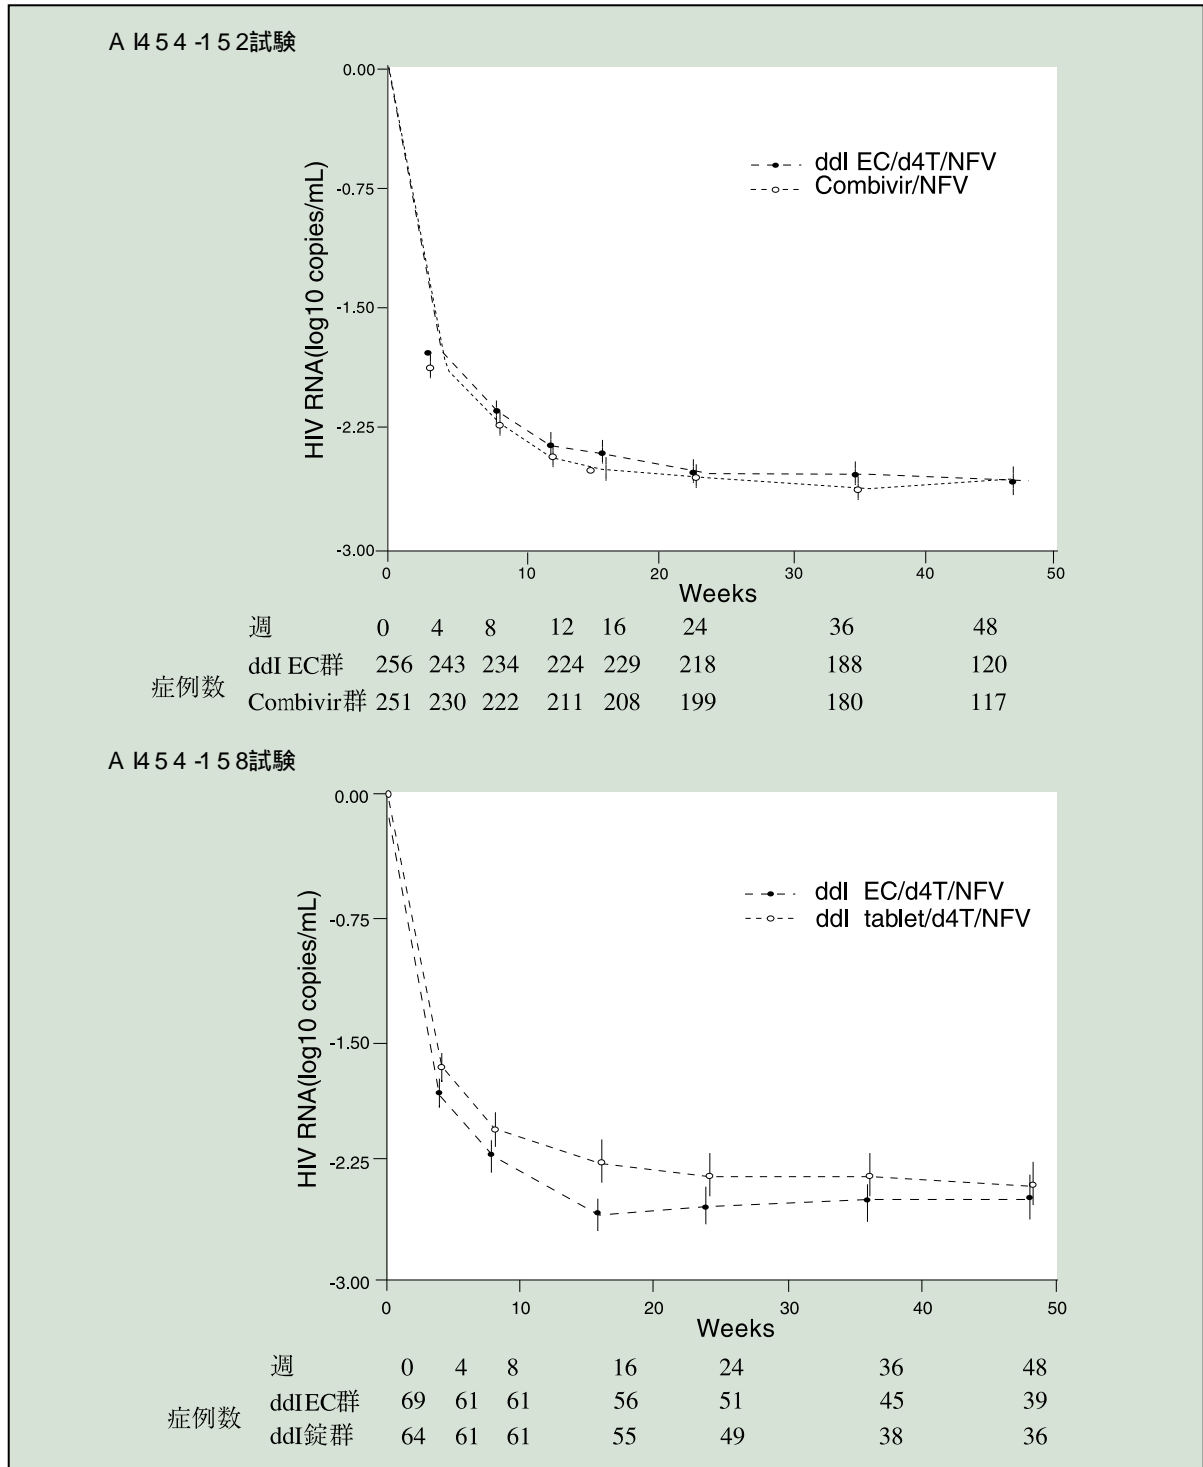 AI454-152試験
0.00
-0.75
-1.50
-2.25
-3.00
HIV RNA(log10 copies/mL)
ddI EC/d4T/NFV
Combivir/NFV
0 10 20 30 40 50
Weeks
週 0 4 8 12 16 24 36 48
ddI EC群 256 243 234 224 229 218 188 120
症例数
Combivir群 251 230 222 211 208 199 180 117
AI454-158試験
0.00
-0.75
-1.50
-2.25
-3.00
HIV RNA(log10 copies/mL)
ddI EC/d4T/NFV
ddI tablet/d4T/NFV
0 10 20 30 40 50
Weeks
週 0 4 8 16 24 36 48
ddIEC群 69 61 61 56 51 45 39
症例数
ddI錠群 64 61 61 55 49 38 36